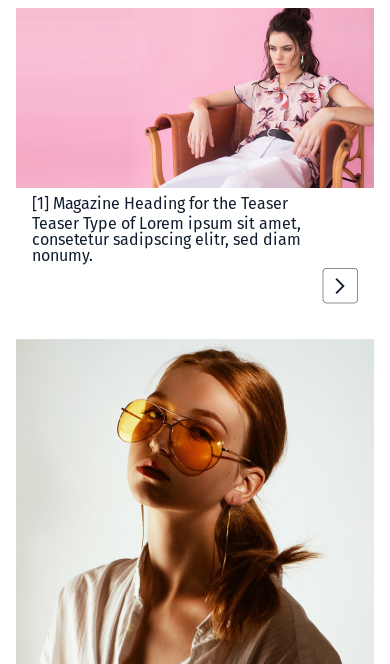 [1] Magazine Heading for the Teaser
Teaser Type of Lorem ipsum sit amet,
consetetur sadipscing elitr, sed diam
nonumy.